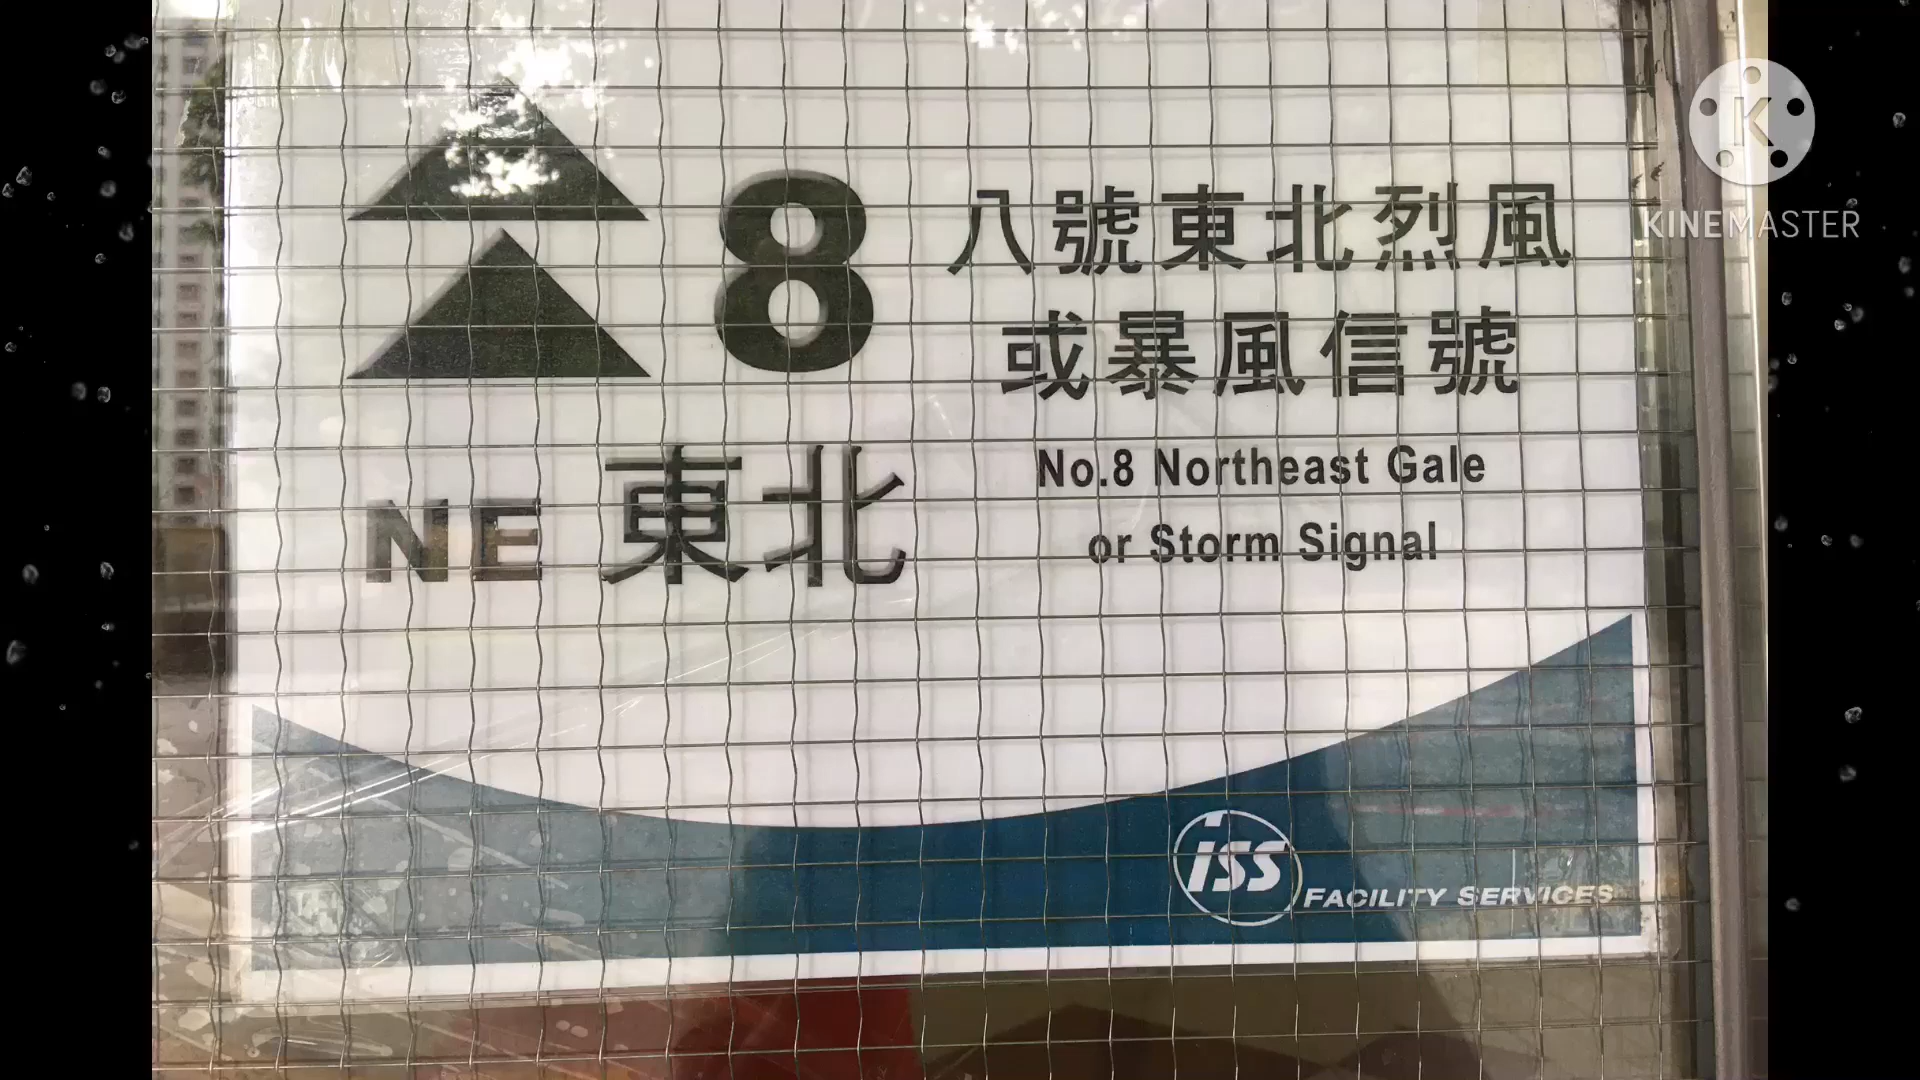 8
八號東北烈風
或暴風信號
NE 東北
No.8 Northeast Gale
or Storm Signal
iSS FACILITY SERVICES
K
KINEMASTER